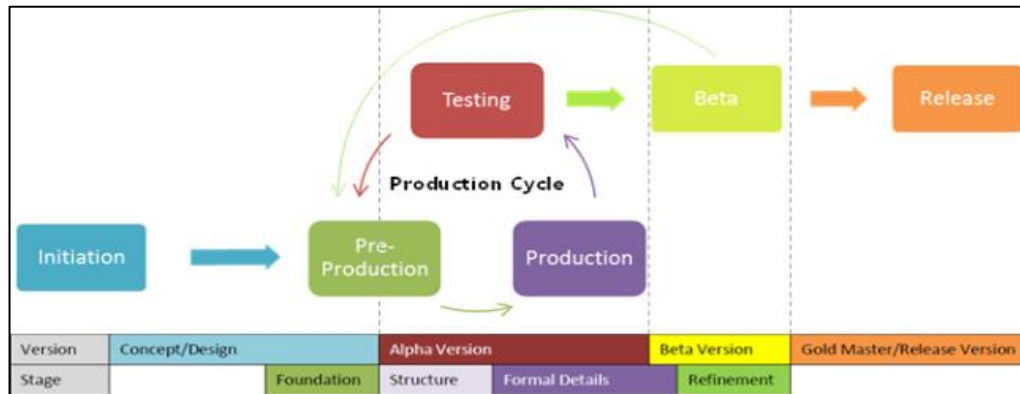 Testing
Beta
Release
Production Cycle
Initiation
Pre-
Production
Production
Version
Concept/Design
Alpha Version
Beta Version
Gold Master/Release Version
Stage
Foundation
Structure
Formal Details
Refinement